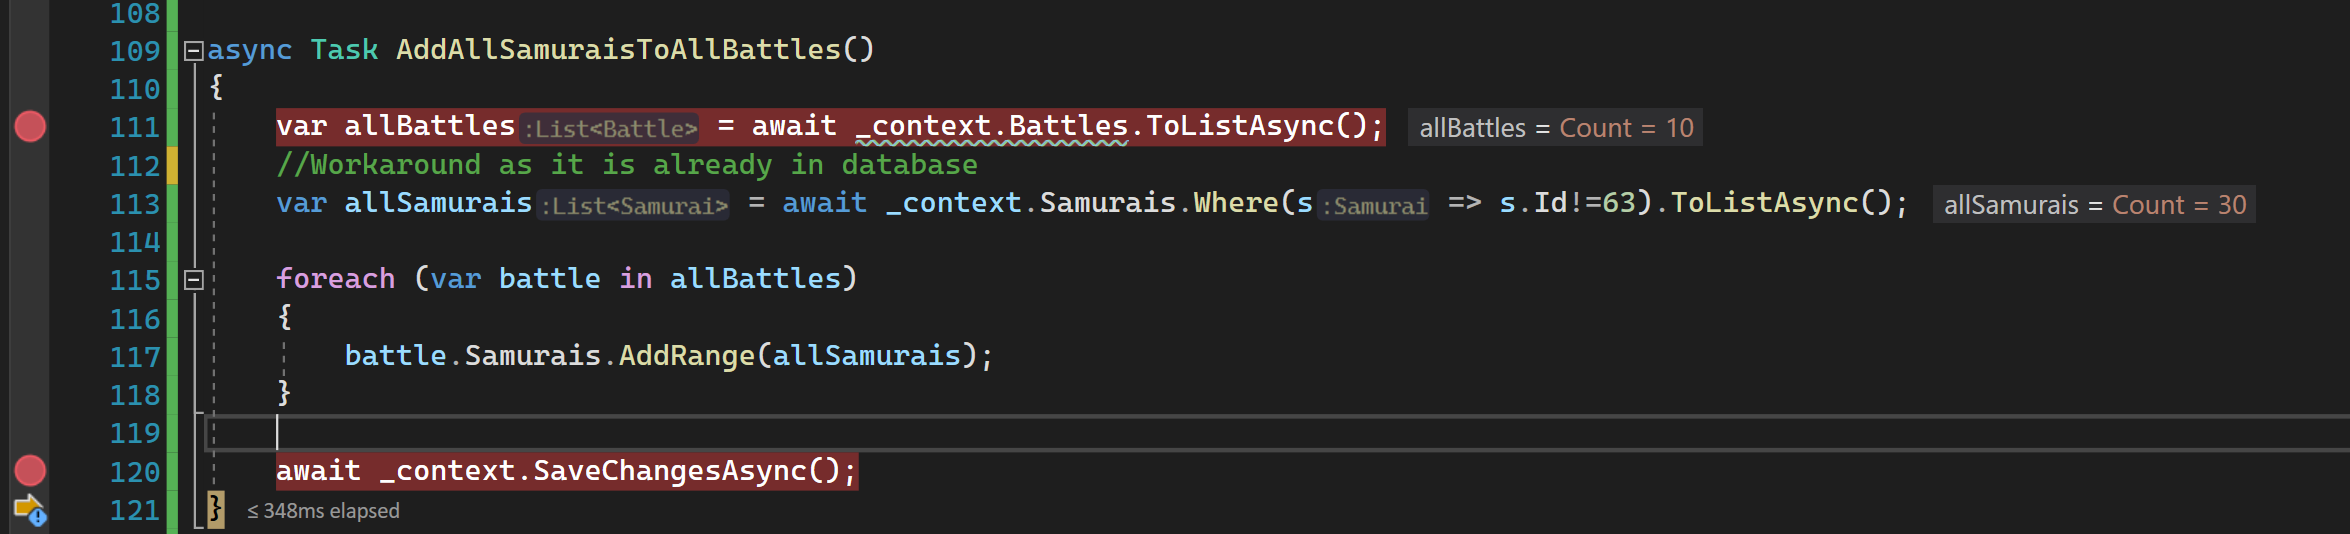 108
109 async Task AddAllSamuraisToAllBattles()
110 {
111 var allBattles :List<Battle> = await _context.Battles.ToListAsync(); allBattles = Count = 10
112 //Workaround as it is already in database
113 var allSamurais :List<Samurai> = await _context.Samurais.Where(s :Samurai => s.Id!=63).ToListAsync(); allSamurais = Count = 30
114
115 foreach (var battle in allBattles)
116 {
117 battle.Samurais.AddRange(allSamurais);
118 }
119
120 await _context.SaveChangesAsync();
121 } ≤ 348ms elapsed